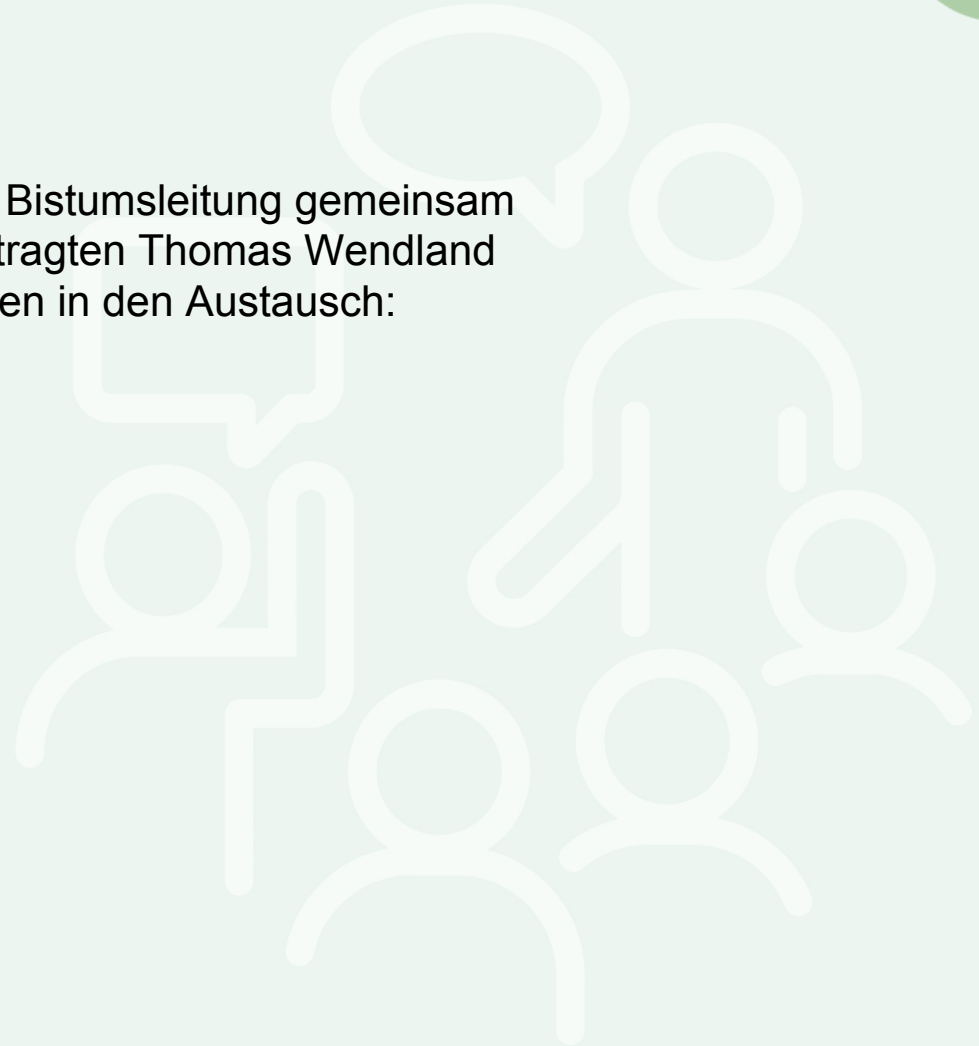 Bistumsleitung gemeinsam
tragten Thomas Wendland
en in den Austausch: